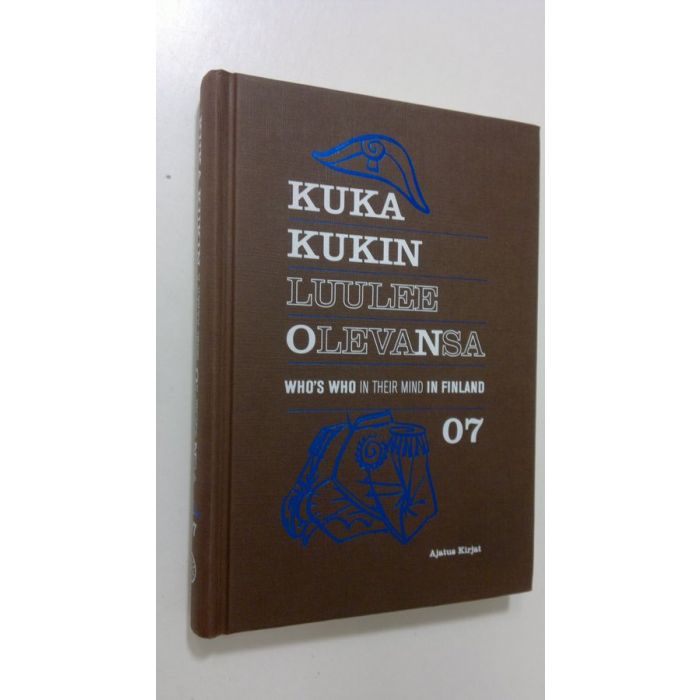 KUKA
KUKIN
LUULEE
OLEVANSA
WHO'S WHO IN THEIR MIND IN FINLAND
07
Ajatus Kirjat